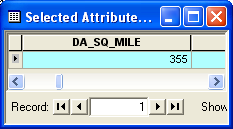 Selected Attribute...
DA_SQ_MILE
355
Record: 1 Show